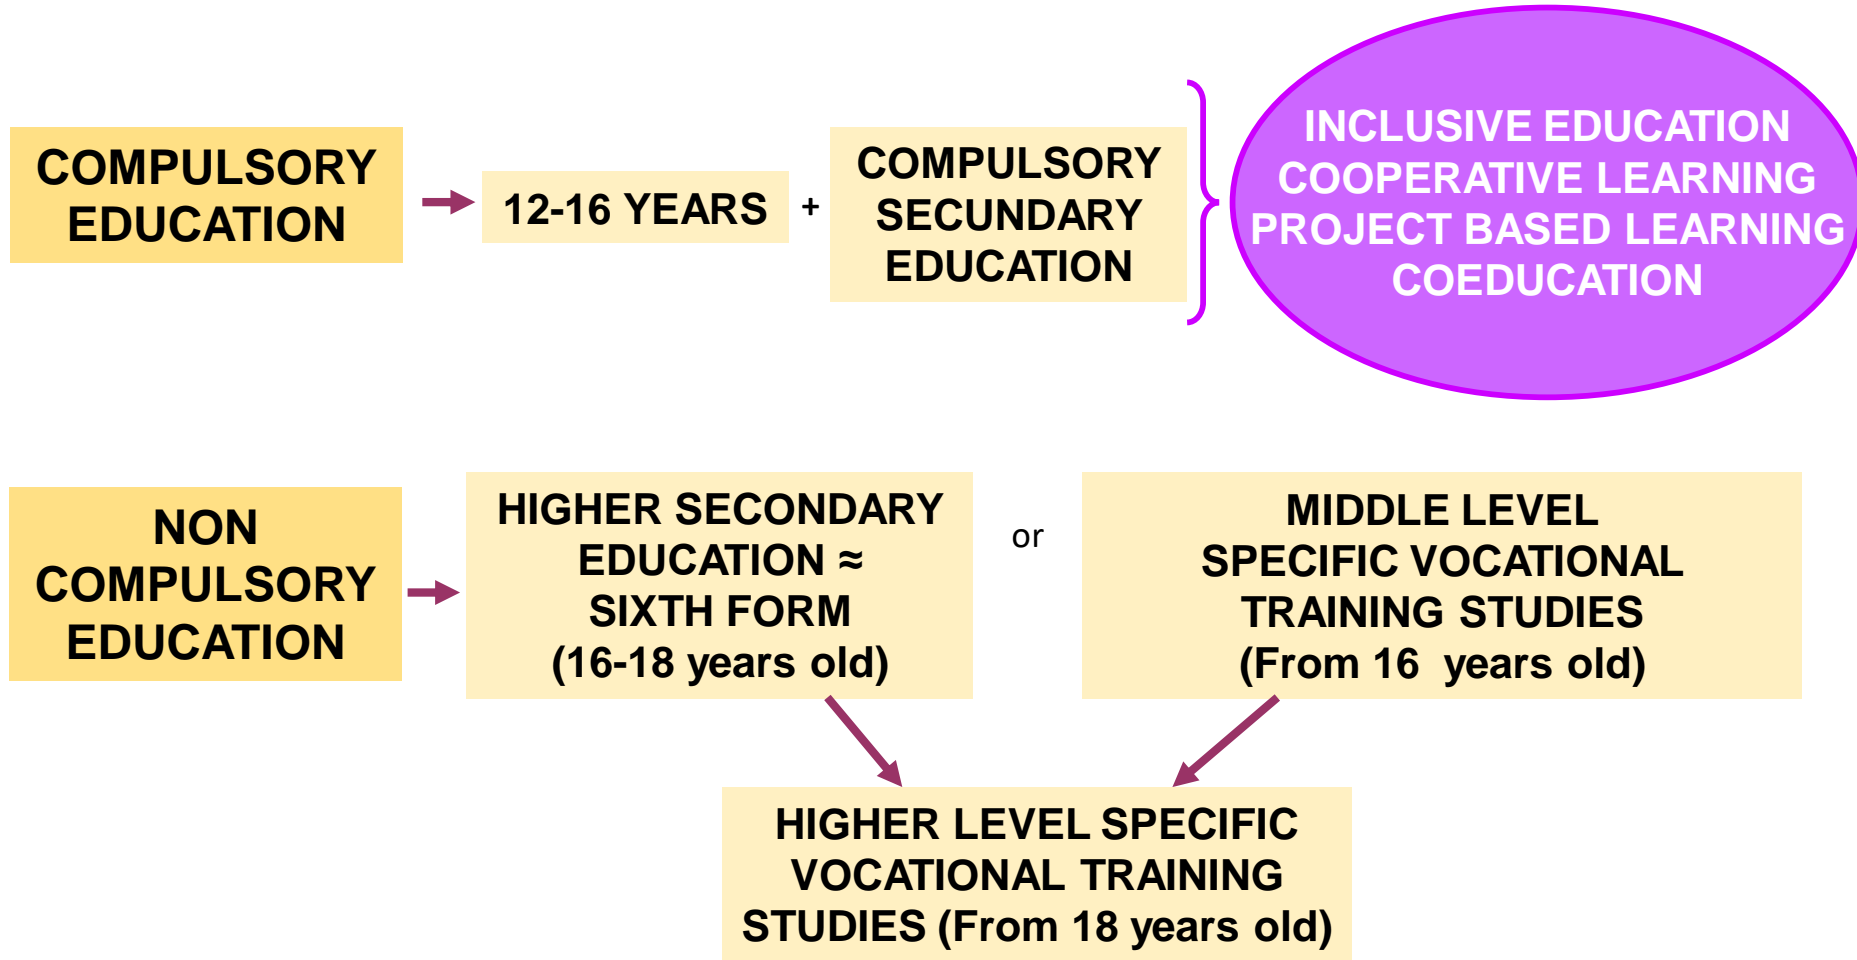 COMPULSORY
EDUCATION
12-16 YEARS
+
COMPULSORY
SECUNDARY
EDUCATION
INCLUSIVE EDUCATION
COOPERATIVE LEARNING
PROJECT BASED LEARNING
COEDUCATION
NON
COMPULSORY
EDUCATION
HIGHER SECONDARY
EDUCATION ≈
SIXTH FORM
(16-18 years old)
or
MIDDLE LEVEL
SPECIFIC VOCATIONAL
TRAINING STUDIES
(From 16 years old)
HIGHER LEVEL SPECIFIC
VOCATIONAL TRAINING
STUDIES (From 18 years old)